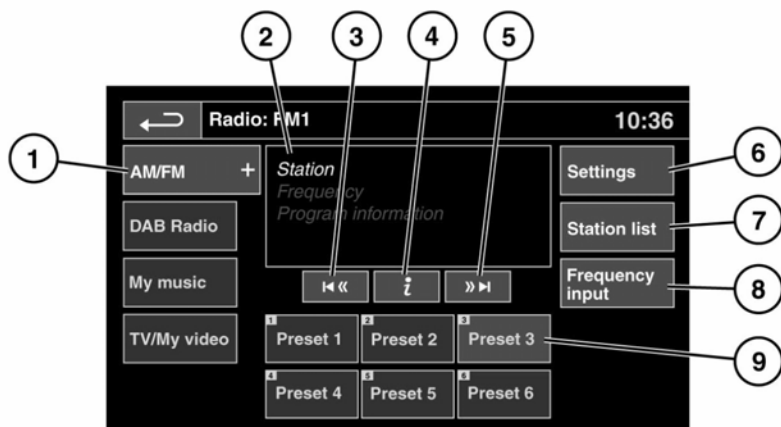 2 3 4 5
Radio: FM1 10:36
1
AM/FM +
Station
Frequency
Program information
Settings
6
DAB Radio
Station list
7
My music
i
Frequency
input
8
TV/My video
1 Preset 1
2 Preset 2
3 Preset 3
9
4 Preset 4
5 Preset 5
6 Preset 6